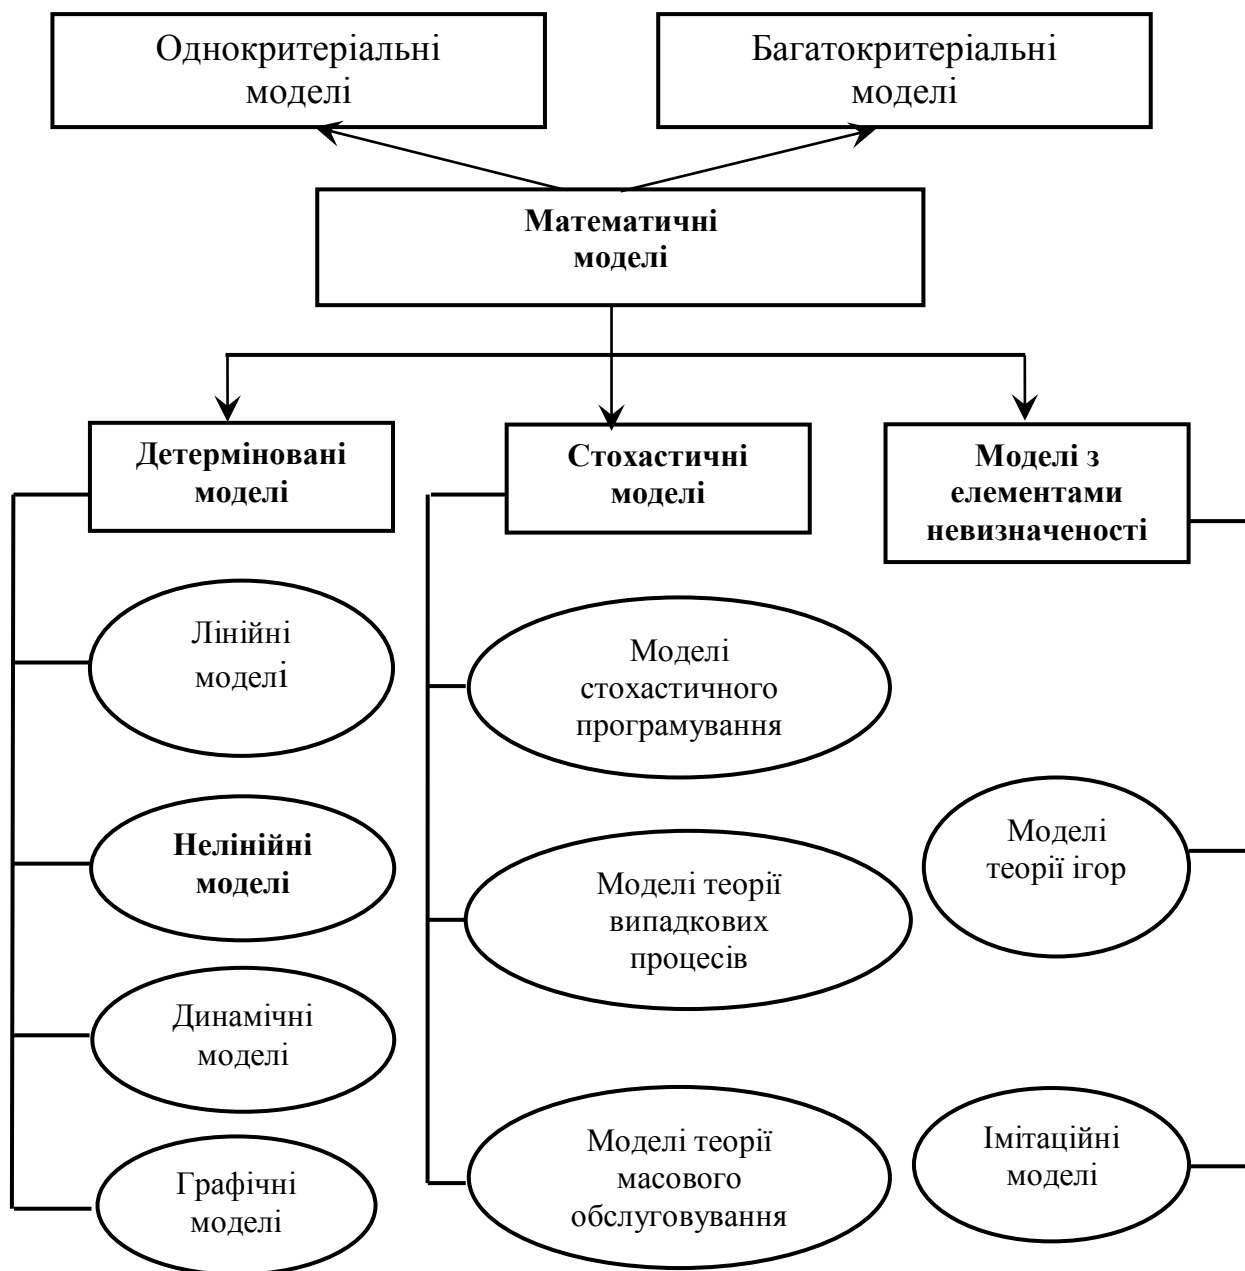 Однокритеріальні
моделі
Багатокритеріальні
моделі
Математичні
моделі
Детерміновані
моделі
Стохастичні
моделі
Моделі з
елементами
невизначеності
Лінійні
моделі
Нелінійні
моделі
Динамічні
моделі
Графічні
моделі
Моделі
стохастичного
програмування
Моделі теорії
випадкових
процесів
Моделі теорії
масового
обслуговування
Моделі
теорії ігор
Імітаційні
моделі